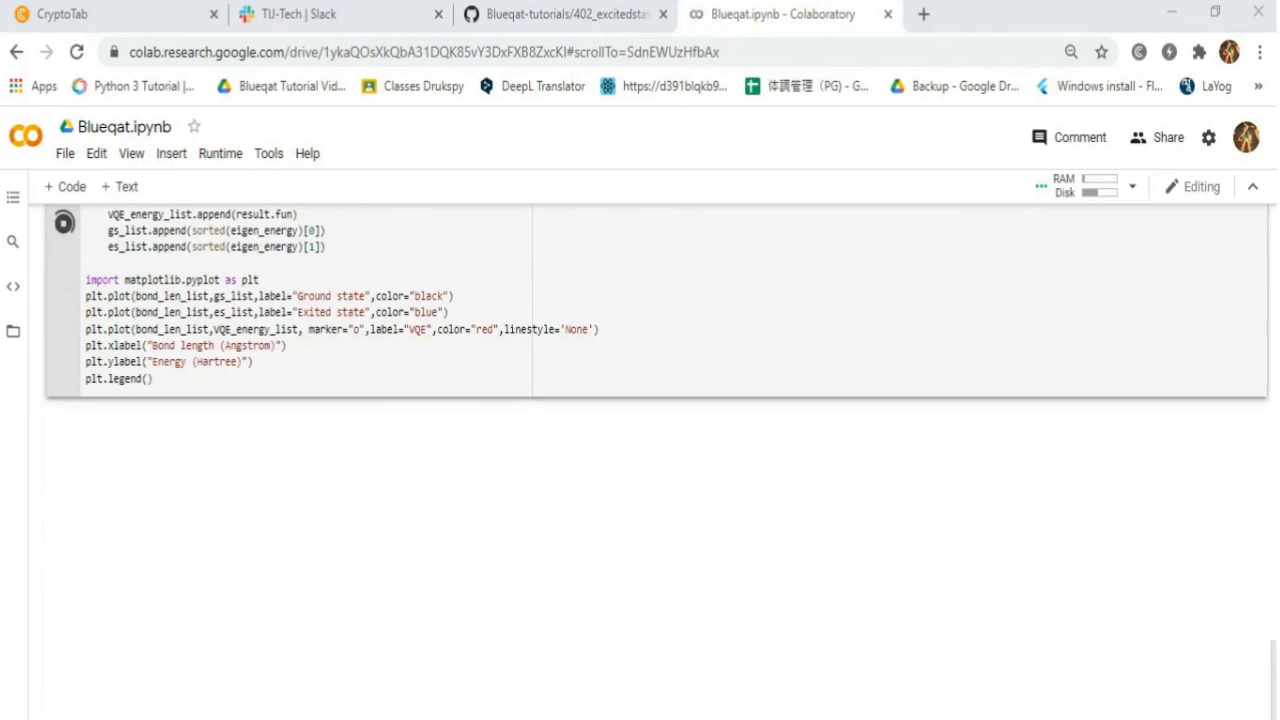 CryptoTab
TIJ-Tech | Slack
Blueqat-tutorials/402_excitedsta
Blueqat.ipynb - Colaboratory
colab.research.google.com/drive/1ykaQOsXkQbA31DQK85vY3DxFXB8ZxcKI#scrollTo=SdnEWUzHfbAx
Apps
Python 3 Tutorial |...
Blueqat Tutorial Vid...
Classes Drukspy
DeepL Translator
https://d391blqkb9...
体調管理（PG) - G...
Backup - Google Dr...
Windows install - Fl...
LaYog
»
Blueqat.ipynb
Comment
Share
File Edit View Insert Runtime Tools Help
+ Code + Text
RAM
Disk
Editing
VQE_energy_list.append(result.fun)
gs_list.append(sorted(eigen_energy)[0])
es_list.append(sorted(eigen_energy)[1])
import matplotlib.pyplot as plt
plt.plot(bond_len_list,gs_list,label="Ground state",color="black")
plt.plot(bond_len_list,es_list,label="Exited state",color="blue")
plt.plot(bond_len_list,VQE_energy_list, marker="o",label="VQE",color="red",linestyle='None')
plt.xlabel("Bond length (Angstrom)")
plt.ylabel("Energy (Hartree)")
plt.legend()